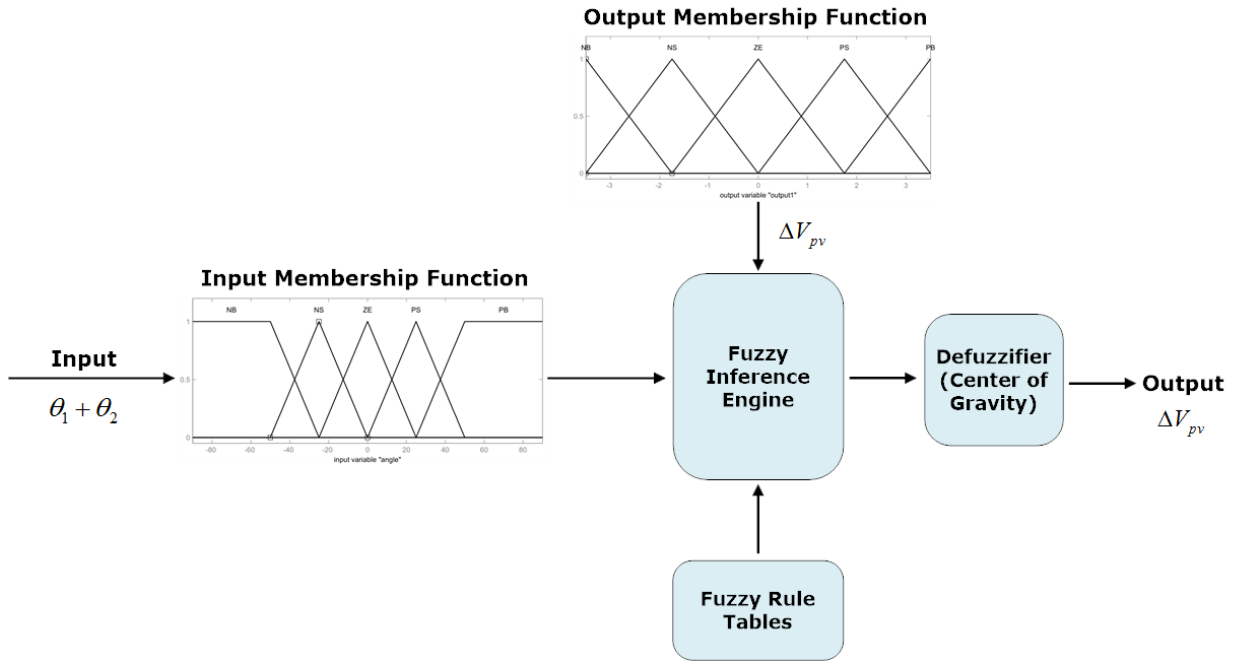 Output Membership Function
NB NS ZE PS PB
1
0.5
0
-3 -2 -1 0 1 2 3
output variable "output1"
ΔV_pv
Input Membership Function
NB NS ZE PS PB
1
0.5
0
-80 -60 -40 -20 0 20 40 60 80
input variable "angle"
Input
θ₁ + θ₂
Fuzzy
Inference
Engine
Defuzzifier
(Center of
Gravity)
Output
ΔV_pv
Fuzzy Rule
Tables